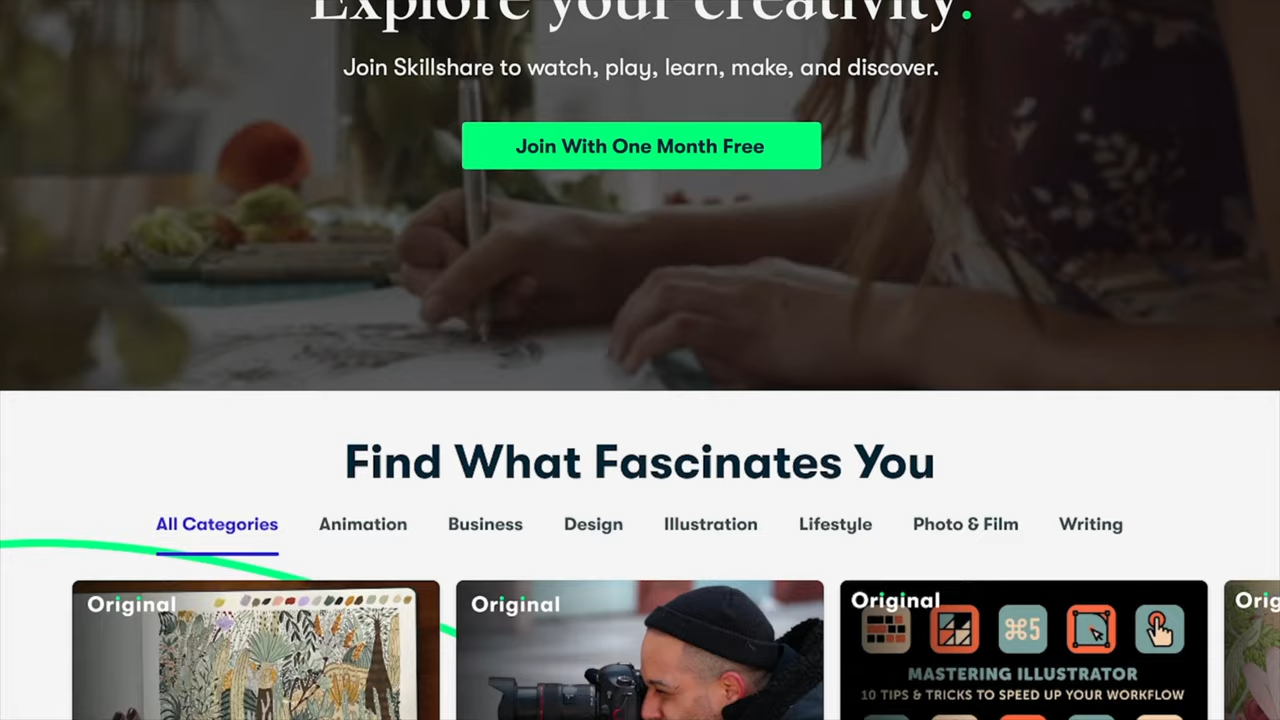 Explore your creativity.
Join Skillshare to watch, play, learn, make, and discover.
Join With One Month Free
Find What Fascinates You
All Categories Animation Business Design Illustration Lifestyle Photo & Film Writing
Original Original Original Orig
⌘5
MASTERING ILLUSTRATOR
10 TIPS & TRICKS TO SPEED UP YOUR WORKFLOW